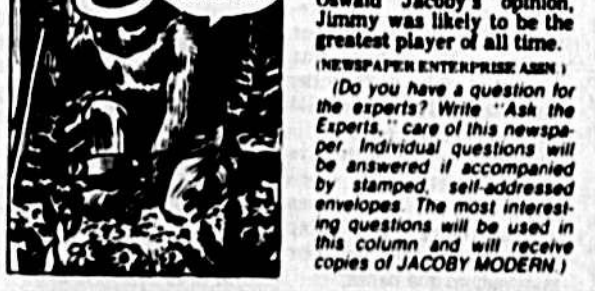 Oswald Jacoby's opinion,
Jimmy was likely to be the
greatest player of all time.
(NEWSPAPER ENTERPRISE ASSN.)
(Do you have a question for
the experts? Write "Ask the
Experts," care of this newspa-
per. Individual questions will
be answered if accompanied
by stamped, self-addressed
envelopes. The most interest-
ing questions will be used in
this column and will receive
copies of JACOBY MODERN.)